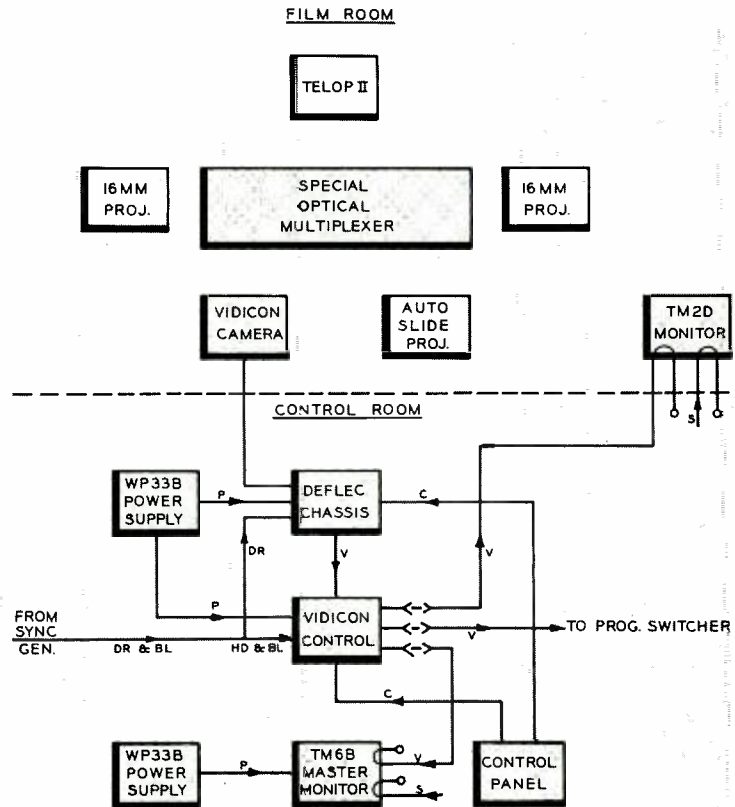 FILM ROOM
TELOP II
16MM
PROJ.
SPECIAL
OPTICAL
MULTIPLEXER
16MM
PROJ.
VIDICON
CAMERA
AUTO
SLIDE
PROJ.
TM2D
MONITOR
S
CONTROL ROOM
WP33B
POWER
SUPPLY
P
DEFLEC
CHASSIS
C
DR
V
V
P
FROM
SYNC
GEN.
DR & BL
HD & BL
VIDICON
CONTROL
V
TO PROG. SWITCHER
C
WP33B
POWER
SUPPLY
P
TM6B
MASTER
MONITOR
V
S
CONTROL
PANEL